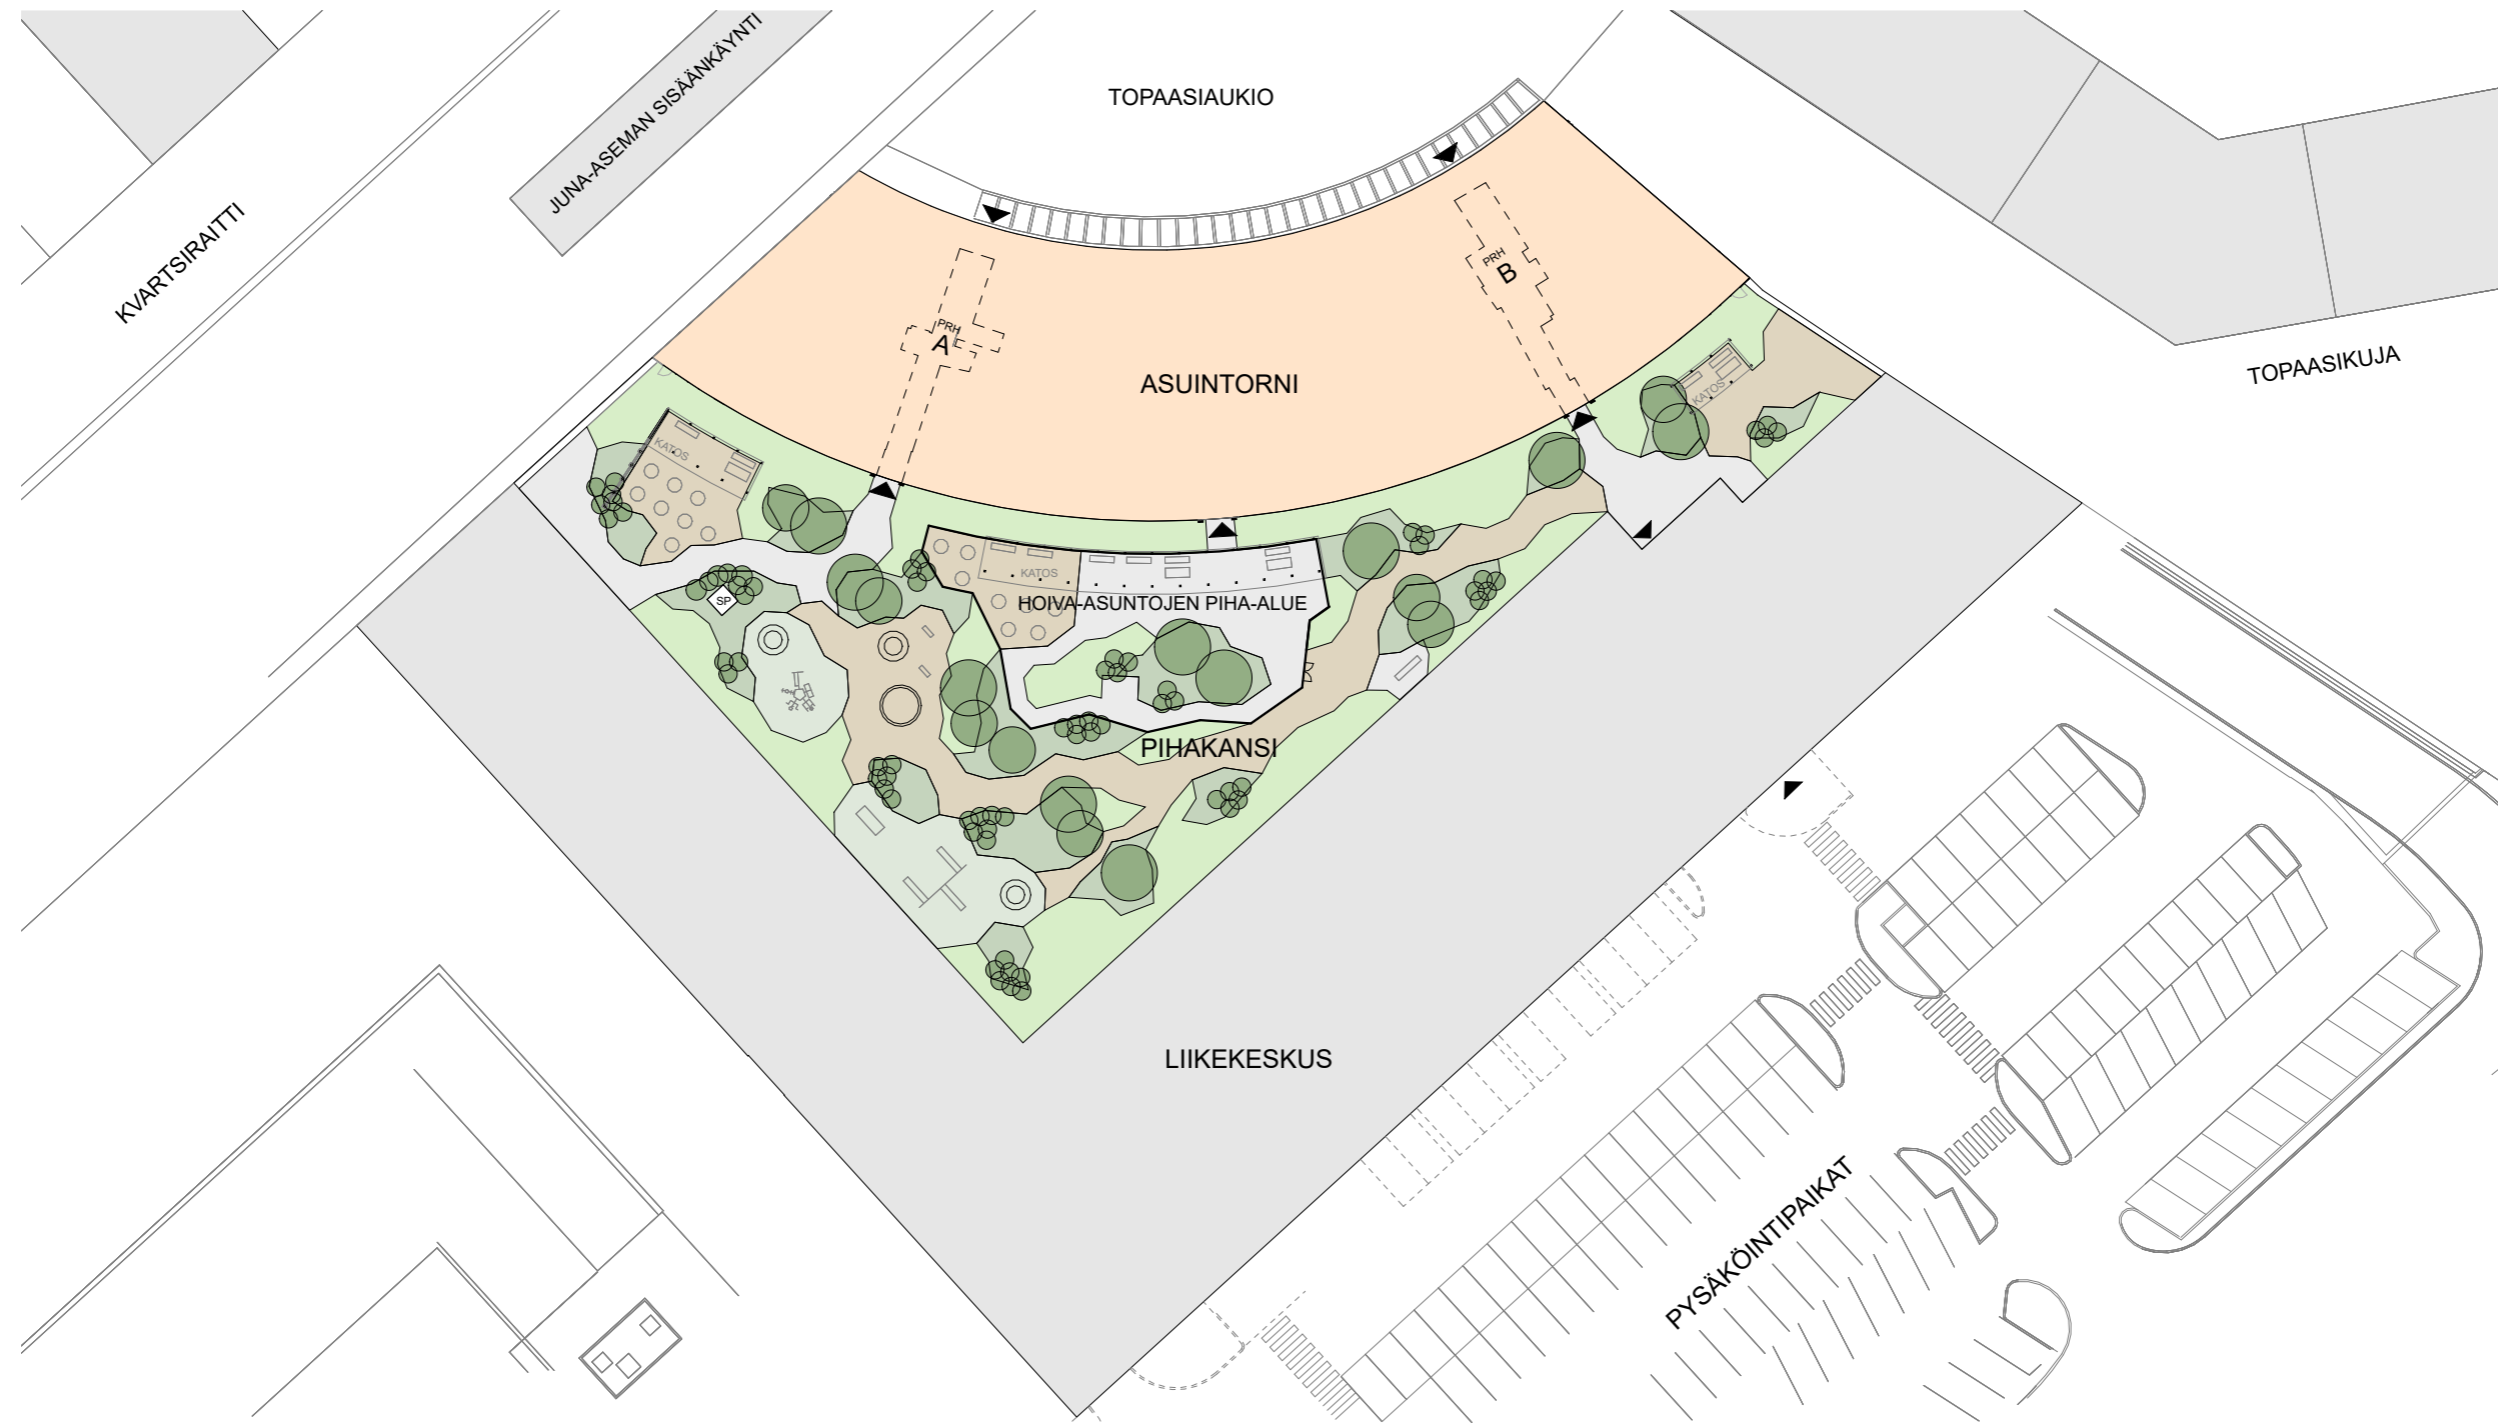 TOPAASIAUKIO
JUNA-ASEMAN SISÄÄNKÄYNTI
KVARTSIRAITTI
PRH
B
PRH
A
ASUINTORNI
TOPAASIKUJA
KATOS
KATOS
KATOS
SP
HOIVA-ASUNTOJEN PIHA-ALUE
PIHAKANSI
LIIKEKESKUS
PYSÄKÖINTIPAIKAT